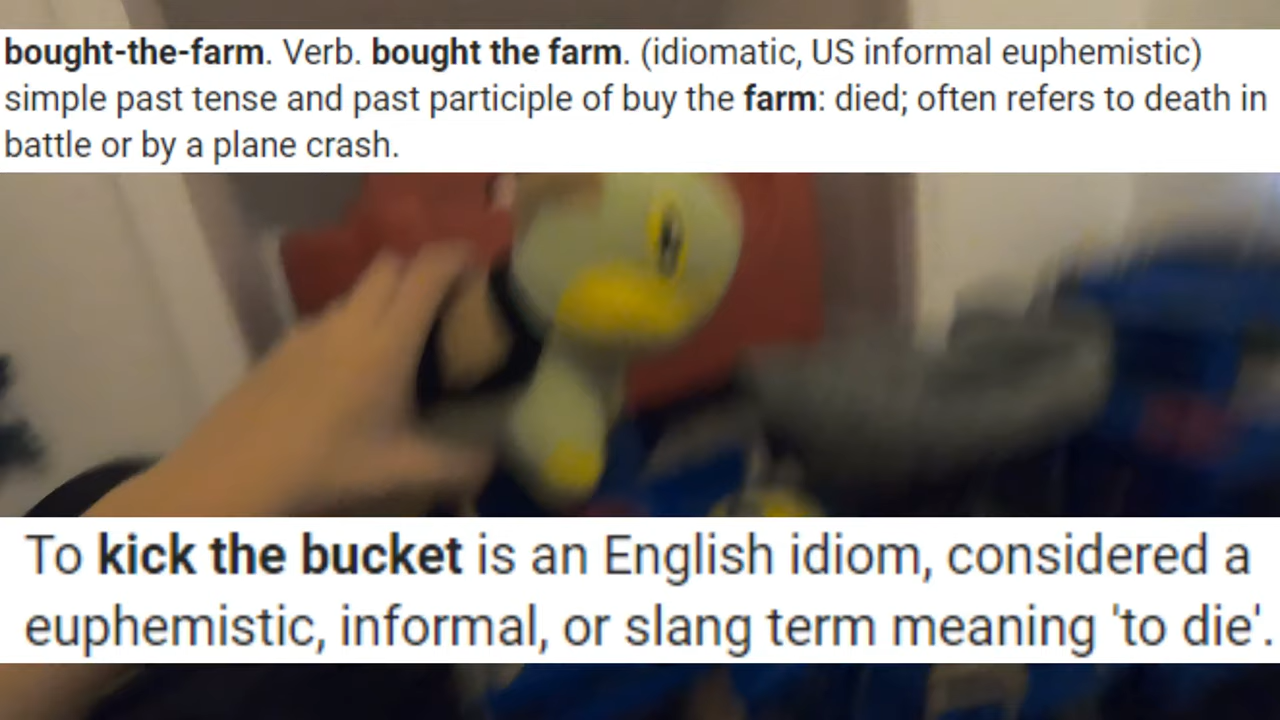 bought-the-farm. Verb. bought the farm. (idiomatic, US informal euphemistic)
simple past tense and past participle of buy the farm: died; often refers to death in
battle or by a plane crash.
To kick the bucket is an English idiom, considered a
euphemistic, informal, or slang term meaning 'to die'.